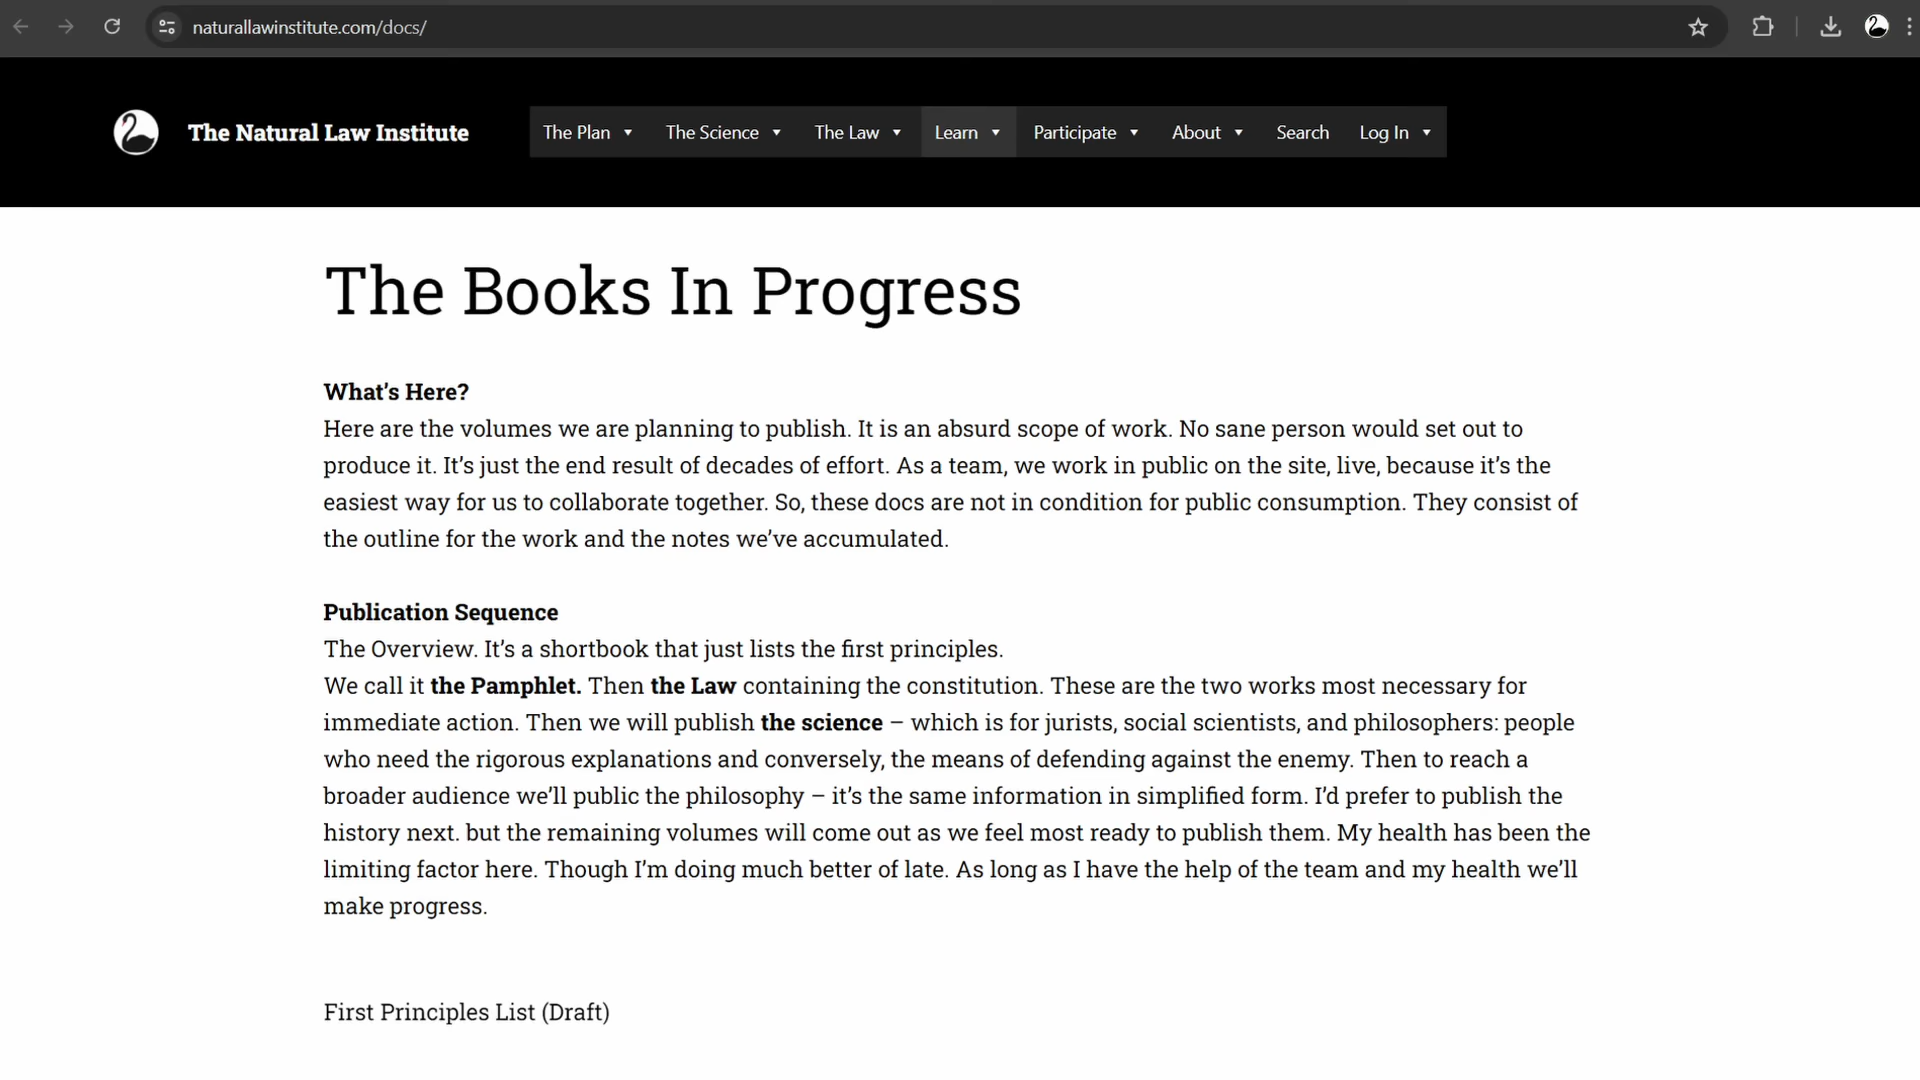 naturallawinstitute.com/docs/
The Natural Law Institute
The Plan
The Science
The Law
Learn
Participate
About
Search
Log In
The Books In Progress
What’s Here?
Here are the volumes we are planning to publish. It is an absurd scope of work. No sane person would set out to
produce it. It’s just the end result of decades of effort. As a team, we work in public on the site, live, because it’s the
easiest way for us to collaborate together. So, these docs are not in condition for public consumption. They consist of
the outline for the work and the notes we’ve accumulated.
Publication Sequence
The Overview. It’s a shortbook that just lists the first principles.
We call it the Pamphlet. Then the Law containing the constitution. These are the two works most necessary for
immediate action. Then we will publish the science – which is for jurists, social scientists, and philosophers: people
who need the rigorous explanations and conversely, the means of defending against the enemy. Then to reach a
broader audience we’ll public the philosophy – it’s the same information in simplified form. I’d prefer to publish the
history next. but the remaining volumes will come out as we feel most ready to publish them. My health has been the
limiting factor here. Though I’m doing much better of late. As long as I have the help of the team and my health we’ll
make progress.
First Principles List (Draft)